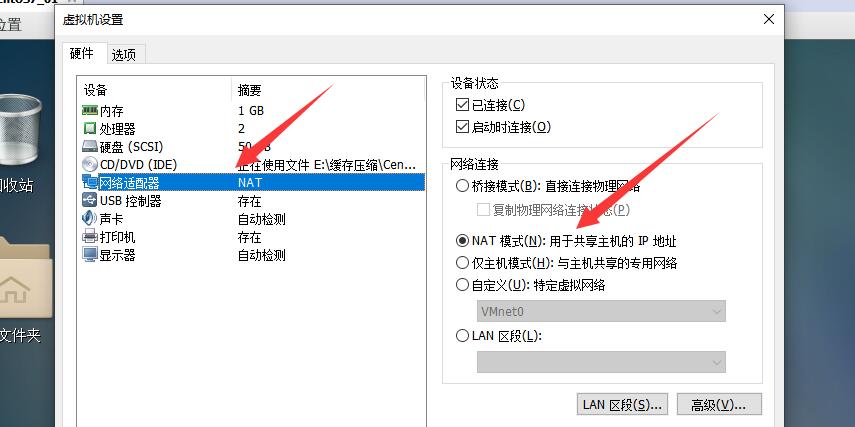 位置
虚拟机设置
硬件 选项
设备 摘要
内存 1 GB
处理器 2
硬盘 (SCSI)
CD/DVD (IDE) 正在使用文件 E:\缓存压缩\Cen...
网络适配器 NAT
USB 控制器 存在
声卡 自动检测
打印机 存在
显示器 自动检测
设备状态
已连接(C)
启动时连接(O)
网络连接
桥接模式(B): 直接连接物理网络
复制物理网络连接状态(P)
NAT 模式(N): 用于共享主机的 IP 地址
仅主机模式(H): 与主机共享的专用网络
自定义(U): 特定虚拟网络
VMnet0
LAN 区段(L):
LAN 区段(S)... 高级(V)...
收站
文件夹